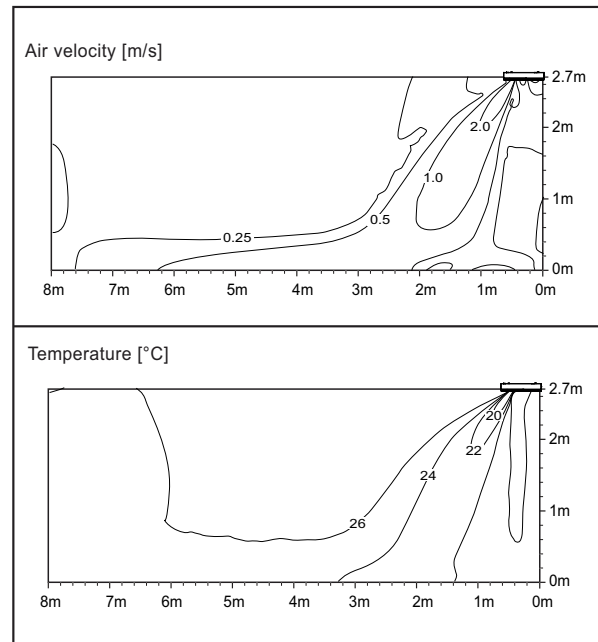 Air velocity [m/s]
2.7m
2.0
2m
1.0
1m
0.5
0.25
0m
8m 7m 6m 5m 4m 3m 2m 1m 0m
Temperature [°C]
2.7m
20
2m
22
24
26
1m
0m
8m 7m 6m 5m 4m 3m 2m 1m 0m